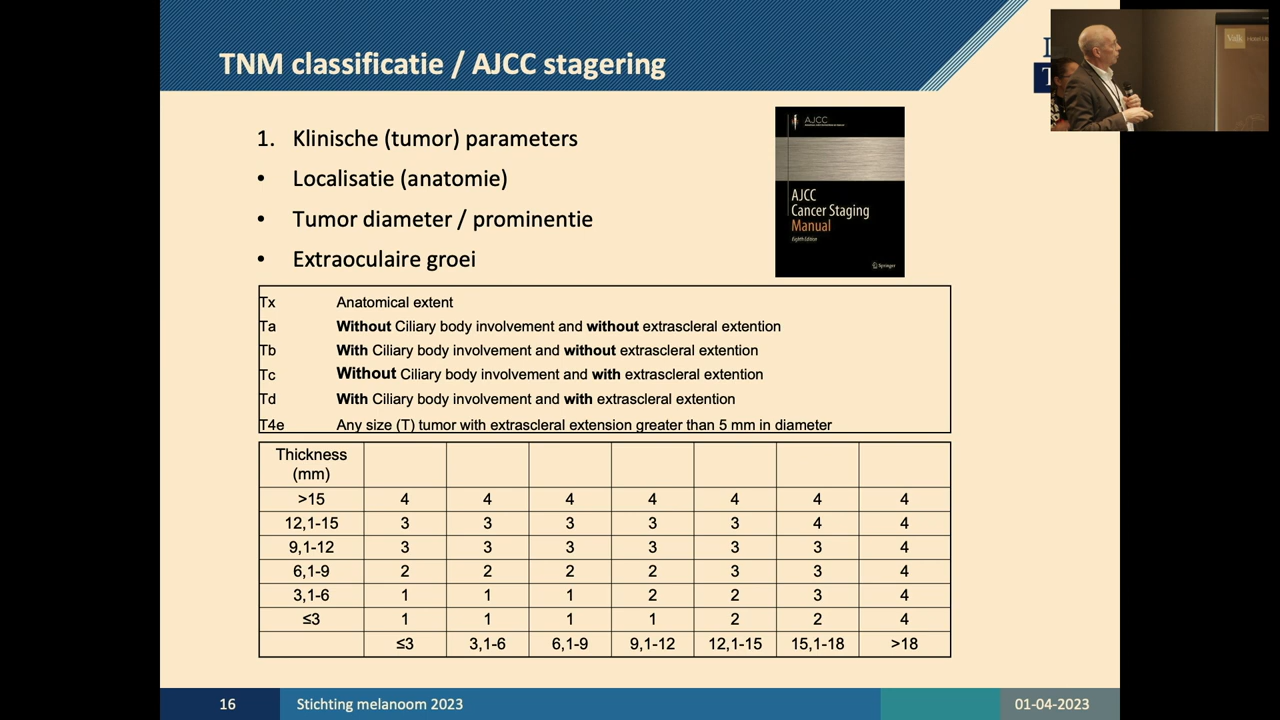 TNM classificatie / AJCC stagering
Valk
1. Klinische (tumor) parameters
• Localisatie (anatomie)
• Tumor diameter / prominentie
• Extraoculaire groei
AJCC
AJCC
Cancer Staging
Manual
Eighth Edition
Springer
Tx Anatomical extent
Ta Without Ciliary body involvement and without extrascleral extention
Tb With Ciliary body involvement and without extrascleral extention
Tc Without Ciliary body involvement and with extrascleral extention
Td With Ciliary body involvement and with extrascleral extention
T4e Any size (T) tumor with extrascleral extension greater than 5 mm in diameter
Thickness
(mm)
>15 4 4 4 4 4 4 4
12,1-15 3 3 3 3 3 4 4
9,1-12 3 3 3 3 3 3 4
6,1-9 2 2 2 2 3 3 4
3,1-6 1 1 1 2 2 3 4
≤3 1 1 1 1 2 2 4
≤3 3,1-6 6,1-9 9,1-12 12,1-15 15,1-18 >18
16 Stichting melanoom 2023 01-04-2023